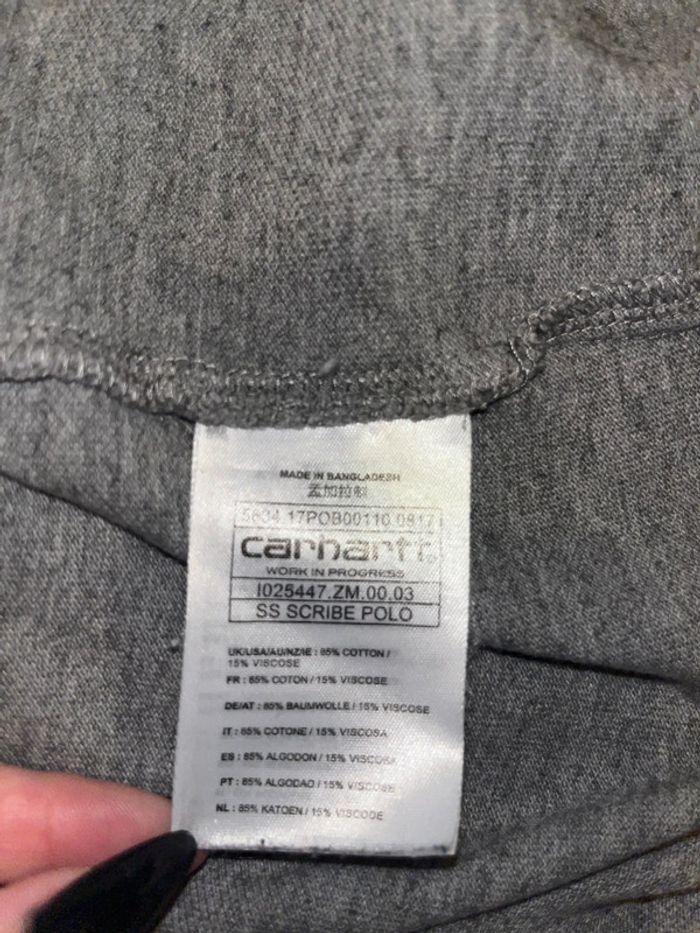 MADE IN BANGLADESH
孟加拉制
5634.17POB00110.0817
carhartt
WORK IN PROGRESS
I025447.ZM.00.03
SS SCRIBE POLO
UK/USA/AU/NZ/IE : 85% COTTON /
15% VISCOSE
FR : 85% COTON / 15% VISCOSE
DE/AT : 85% BAUMWOLLE / 15% VISCOSE
IT : 85% COTONE / 15% VISCOSA
ES : 85% ALGODON / 15% VISCOSA
PT : 85% ALGODAO / 15% VISCOSE
NL : 85% KATOEN / 15% VISCODE